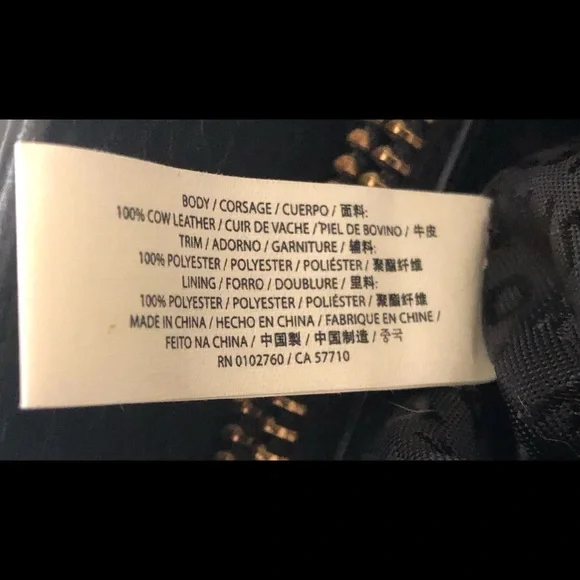 BODY / CORSAGE / CUERPO / 面料:
100% COW LEATHER / CUIR DE VACHE / PIEL DE BOVINO / 牛皮
TRIM / ADORNO / GARNITURE / 辅料:
100% POLYESTER / POLYESTER / POLIÉSTER / 聚酯纤维
LINING / FORRO / DOUBLURE / 里料:
100% POLYESTER / POLYESTER / POLIÉSTER / 聚酯纤维
MADE IN CHINA / HECHO EN CHINA / FABRIQUE EN CHINE /
FEITO NA CHINA / 中国製 / 中国制造 / 중국
RN 0102760 / CA 57710